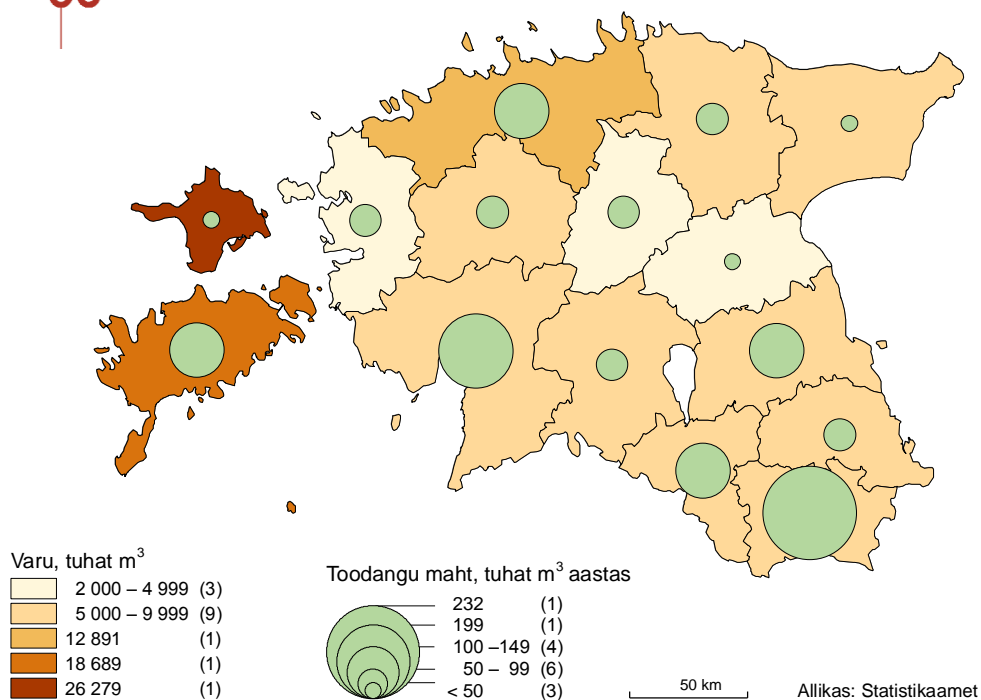 Varu, tuhat m³
2 000 – 4 999 (3)
5 000 – 9 999 (9)
12 891 (1)
18 689 (1)
26 279 (1)
Toodangu maht, tuhat m³ aastas
232 (1)
199 (1)
100 –149 (4)
50 – 99 (6)
< 50 (3)
50 km
Allikas: Statistikaamet